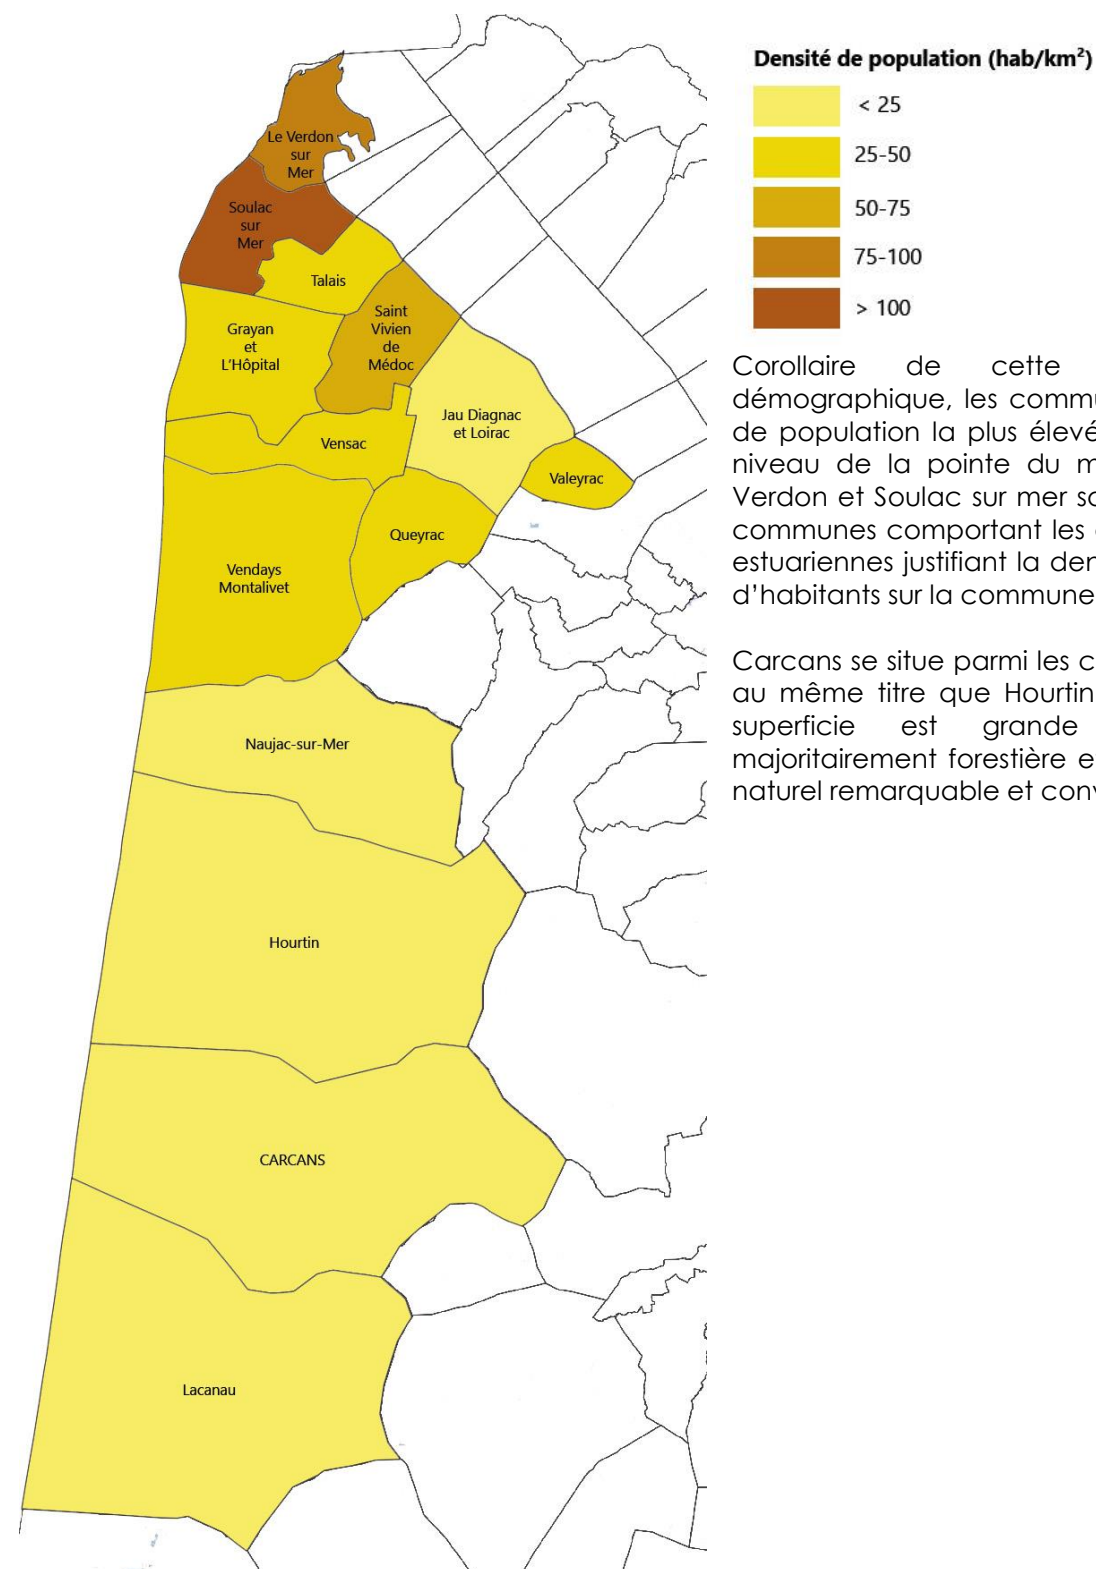 Densité de population (hab/km²)
< 25
25-50
50-75
75-100
> 100
Le Verdon
sur
Mer
Soulac
sur
Mer
Talais
Saint
Vivien
de
Médoc
Grayan
et
L'Hôpital
Jau Diagnac
et Loirac
Vensac
Valeyrac
Queyrac
Vendays
Montalivet
Naujac-sur-Mer
Hourtin
CARCANS
Lacanau
Corollaire de cette
démographique, les commu
de population la plus élevé
niveau de la pointe du m
Verdon et Soulac sur mer so
communes comportant les
estuariennes justifiant la den
d'habitants sur la commune
Carcans se situe parmi les c
au même titre que Hourtin
superficie est grande
majoritairement forestière e
naturel remarquable et conv